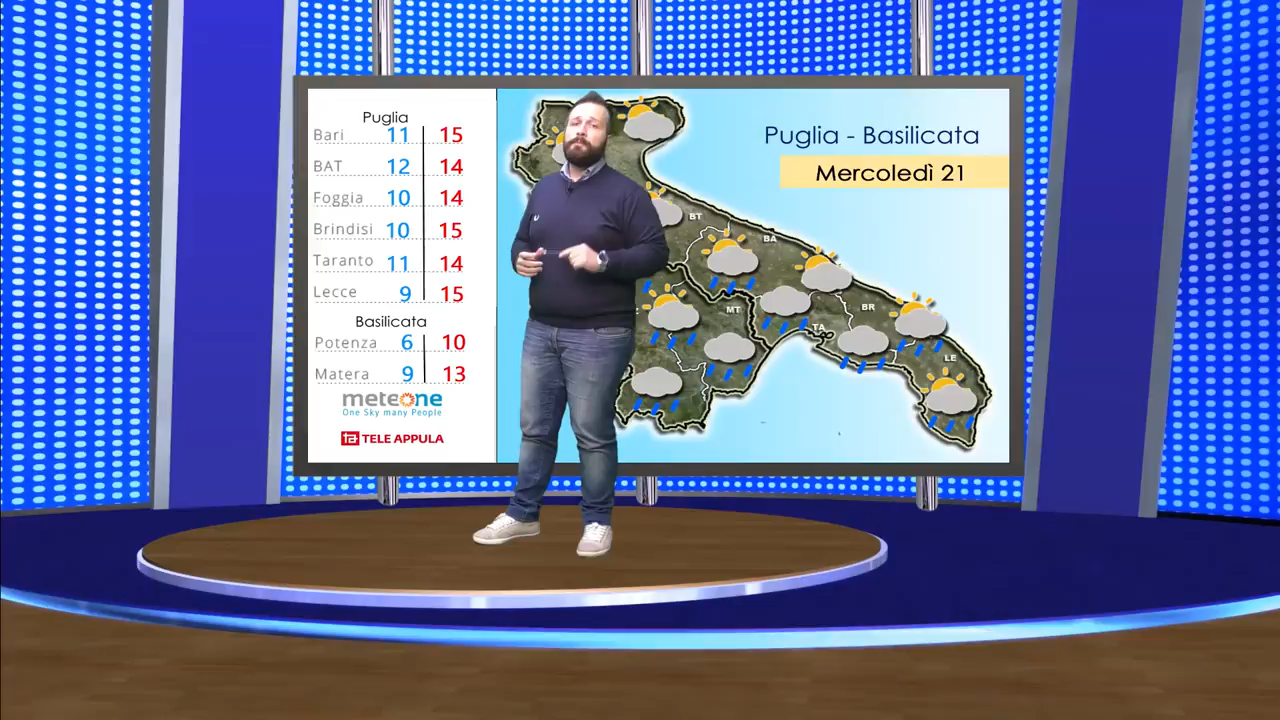 Puglia
Bari 11 15
BAT 12 14
Foggia 10 14
Brindisi 10 15
Taranto 11 14
Lecce 9 15
Basilicata
Potenza 6 10
Matera 9 13
meteone
One Sky many People
ta TELE APPULA
Puglia - Basilicata
Mercoledì 21
BT
BA
MT
TA
BR
LE